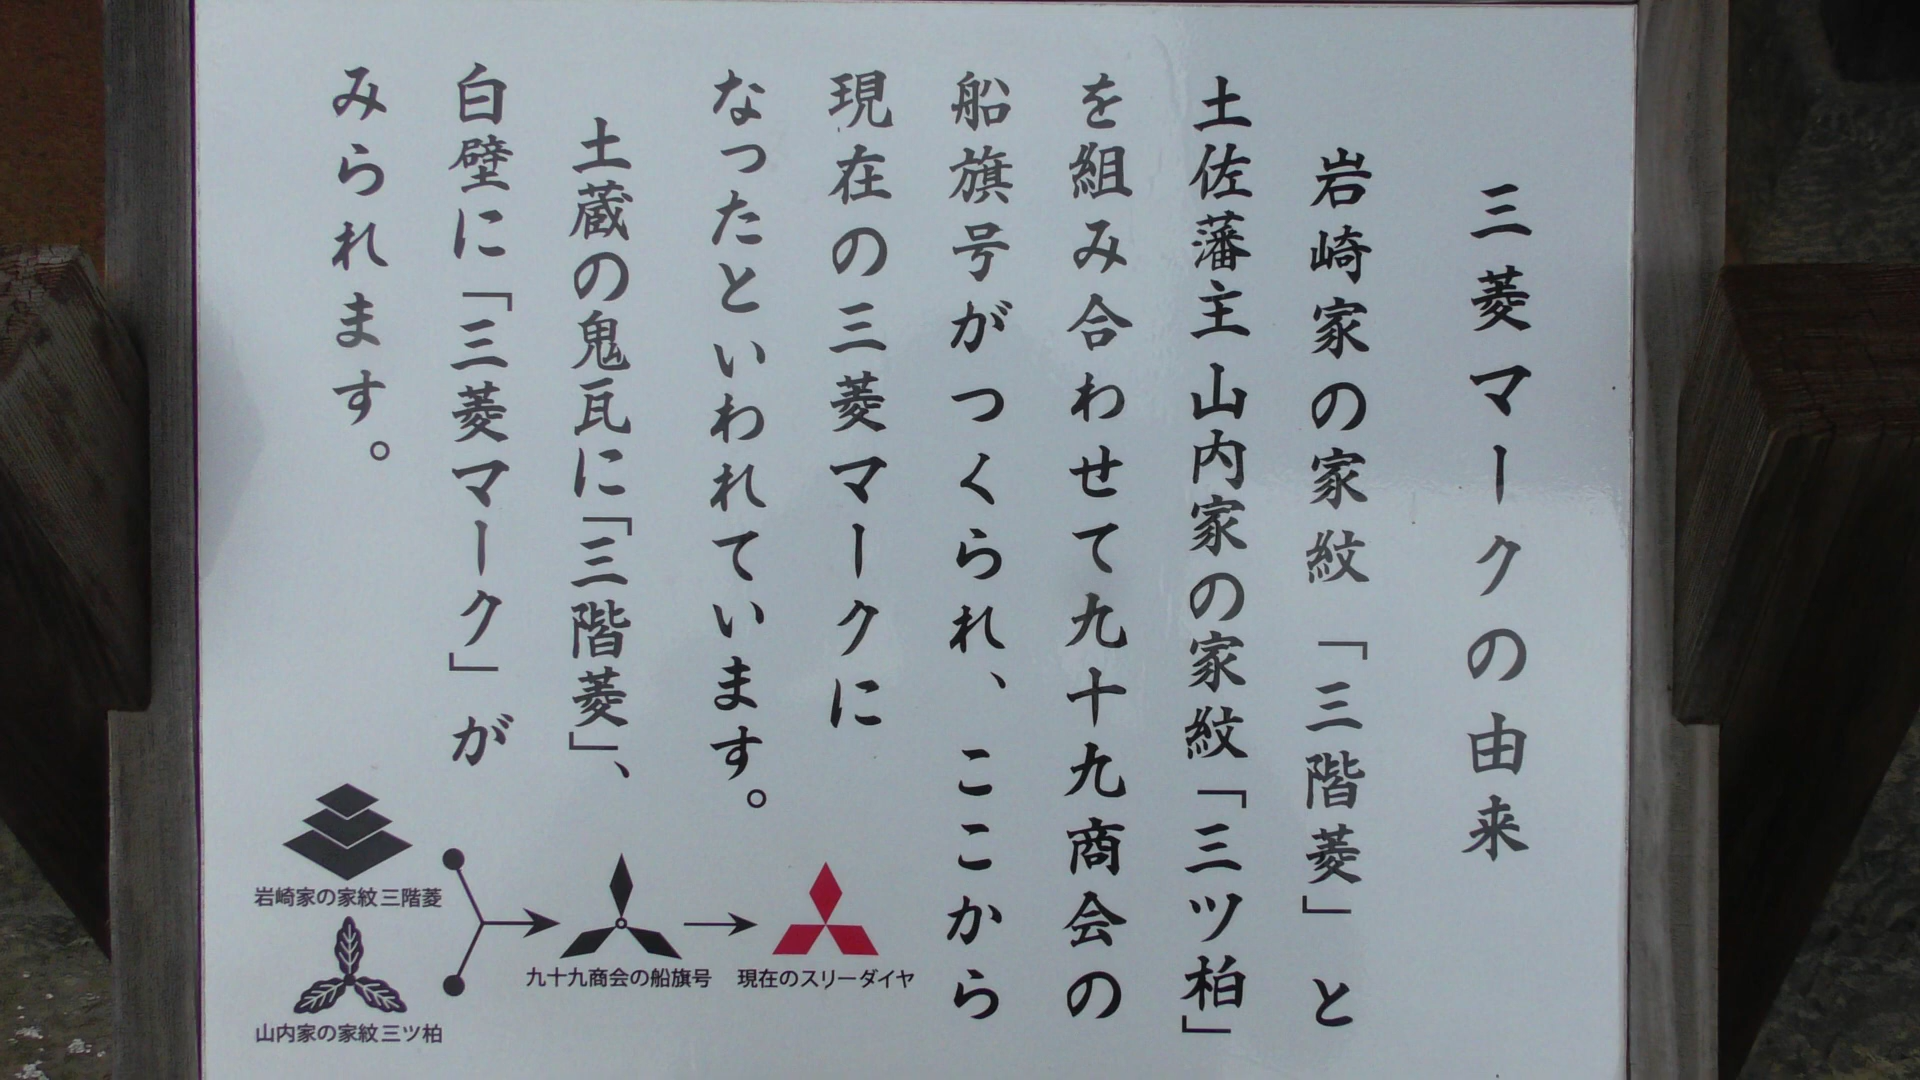 三菱マークの由来
岩崎家の家紋「三階菱」と
土佐藩主山内家の家紋「三ツ柏」
を組み合わせて九十九商会の
船旗号がつくられ、ここから
現在の三菱マークに
なったといわれています。
土蔵の鬼瓦に「三階菱」、
白壁に「三菱マーク」が
みられます。
岩崎家の家紋三階菱
山内家の家紋三ツ柏
九十九商会の船旗号
現在のスリーダイヤ